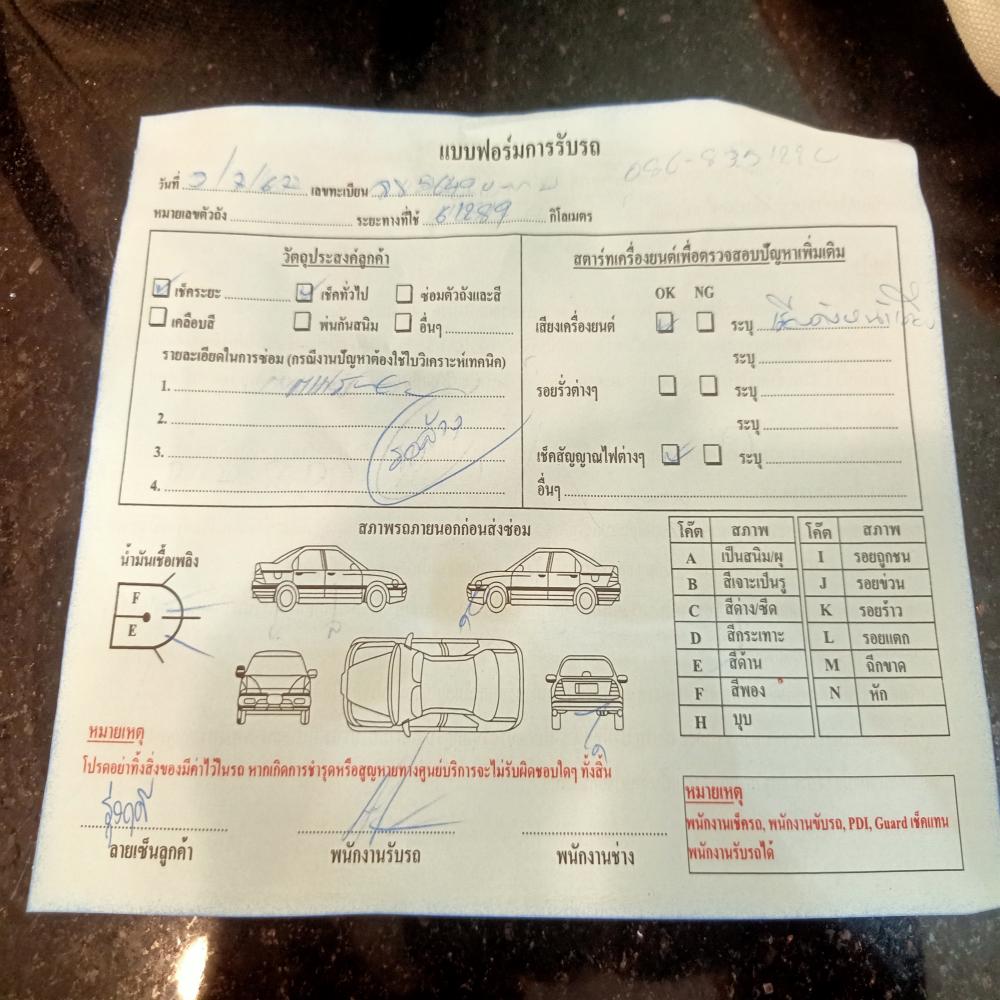 แบบฟอร์มการรับรถ
วันที่ 3/7/62 เลขทะเบียน
หมายเลขตัวถัง ระยะทางที่ใช้ 61289 กิโลเมตร
วัตถุประสงค์ลูกค้า
เช็คระยะ เช็คทั่วไป ซ่อมตัวถังและสี
เคลือบสี พ่นกันสนิม อื่นๆ
รายละเอียดในการซ่อม (กรณีงานปัญหาต้องใช้ใบวิเคราะห์เทคนิค)
1.
2.
3. รอล้าง
4.
สตาร์ทเครื่องยนต์เพื่อตรวจสอบปัญหาเพิ่มเติม
OK NG
เสียงเครื่องยนต์ ระบุ
ระบุ
รอยรั่วต่างๆ ระบุ
ระบุ
เช็คสัญญาณไฟต่างๆ ระบุ
อื่นๆ
สภาพรถภายนอกก่อนส่งซ่อม
น้ำมันเชื้อเพลิง
F
E
โค๊ต สภาพ โค๊ต สภาพ
A เป็นสนิม/ผุ I รอยถูกชน
B สีเจาะเป็นรู J รอยข่วน
C สีด่าง/ซีด K รอยร้าว
D สีกระเทาะ L รอยแตก
E สีด้าน M ฉีกขาด
F สีพอง N หัก
H บุบ
หมายเหตุ
โปรดอย่าทิ้งสิ่งของมีค่าไว้ในรถ หากเกิดการชำรุดหรือสูญหายทางศูนย์บริการจะไม่รับผิดชอบใดๆ ทั้งสิ้น
ลายเซ็นลูกค้า พนักงานรับรถ พนักงานช่าง
หมายเหตุ
พนักงานเช็ครถ, พนักงานขับรถ, PDI, Guard เช็คแทน
พนักงานรับรถได้